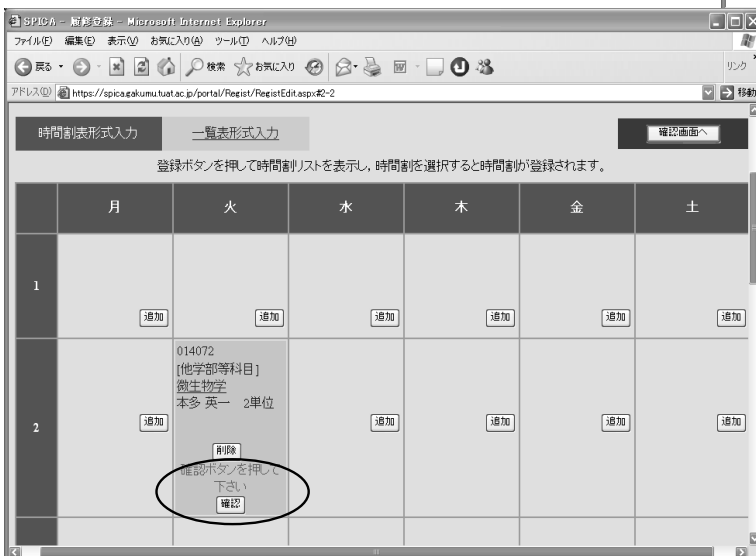 SPICA - 履修登録 - Microsoft Internet Explorer
ファイル(F) 編集(E) 表示(V) お気に入り(A) ツール(T) ヘルプ(H)
戻る 検索 お気に入り リンク
アドレス(D) https://spica.gakumu.tuat.ac.jp/portal/Regist/RegistEdit.aspx#2-2 移動
時間割表形式入力 一覧表形式入力 確認画面へ
登録ボタンを押して時間割リストを表示し，時間割を選択すると時間割が登録されます。
月 火 水 木 金 土
1
追加 追加 追加 追加 追加 追加
014072
[他学部等科目]
微生物学
本多 英一 2単位
2 追加 追加 追加 追加 追加
削除
確認ボタンを押して
下さい
確認